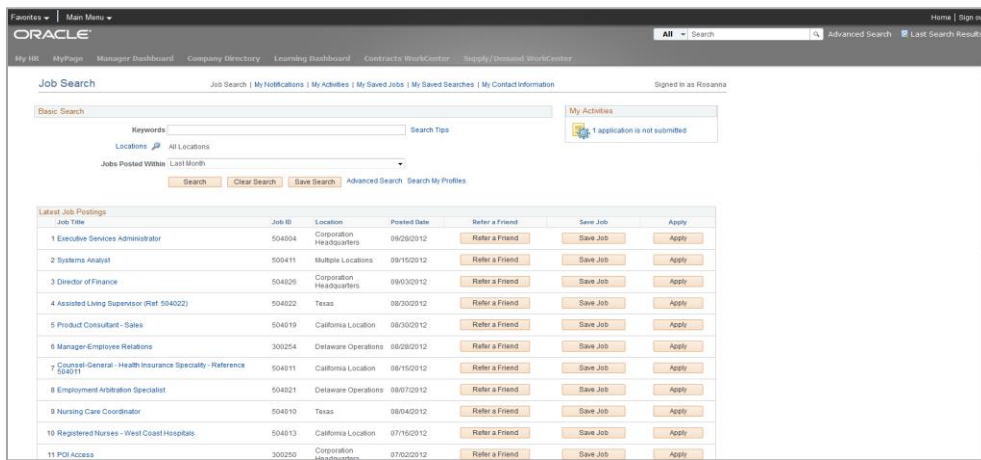 Favorites Main Menu Home | Sign ou
ORACLE All Search Advanced Search Last Search Results
My HR MyPage Manager Dashboard Company Directory Learning Dashboard Contracts WorkCenter Supply/Demand WorkCenter
Job Search Job Search | My Notifications | My Activities | My Saved Jobs | My Saved Searches | My Contact Information Signed in as Rosanna
Basic Search My Activities
Keywords Search Tips 1 application is not submitted
Locations All Locations
Jobs Posted Within Last Month
Search Clear Search Save Search Advanced Search Search My Profiles
Latest Job Postings
Job Title Job ID Location Posted Date Refer a Friend Save Job Apply
1 Executive Services Administrator 504004 Corporation Headquarters 09/28/2012 Refer a Friend Save Job Apply
2 Systems Analyst 500411 Multiple Locations 09/15/2012 Refer a Friend Save Job Apply
3 Director of Finance 504026 Corporation Headquarters 09/03/2012 Refer a Friend Save Job Apply
4 Assisted Living Supervisor (Ref. 504022) 504022 Texas 08/30/2012 Refer a Friend Save Job Apply
5 Product Consultant - Sales 504019 California Location 08/30/2012 Refer a Friend Save Job Apply
6 Manager-Employee Relations 300254 Delaware Operations 08/28/2012 Refer a Friend Save Job Apply
7 Counsel-General - Health Insurance Speciality - Reference 504011 504011 California Location 08/15/2012 Refer a Friend Save Job Apply
8 Employment Arbitration Specialist 504021 Delaware Operations 08/07/2012 Refer a Friend Save Job Apply
9 Nursing Care Coordinator 504010 Texas 08/04/2012 Refer a Friend Save Job Apply
10 Registered Nurses - West Coast Hospitals 504013 California Location 07/16/2012 Refer a Friend Save Job Apply
11 POI Access 300250 Corporation Headquarters 07/02/2012 Refer a Friend Save Job Apply